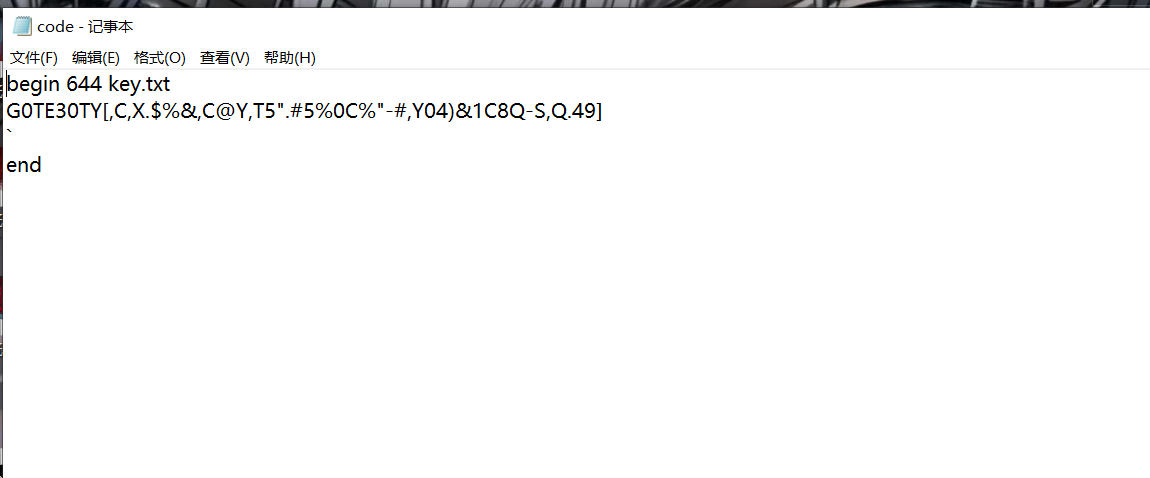 code - 记事本
文件(F) 编辑(E) 格式(O) 查看(V) 帮助(H)
begin 644 key.txt
G0TE30TY[,C,X.$%&,C@Y,T5".#5%0C%"-#,Y04)&1C8Q-S,Q.49]
`
end